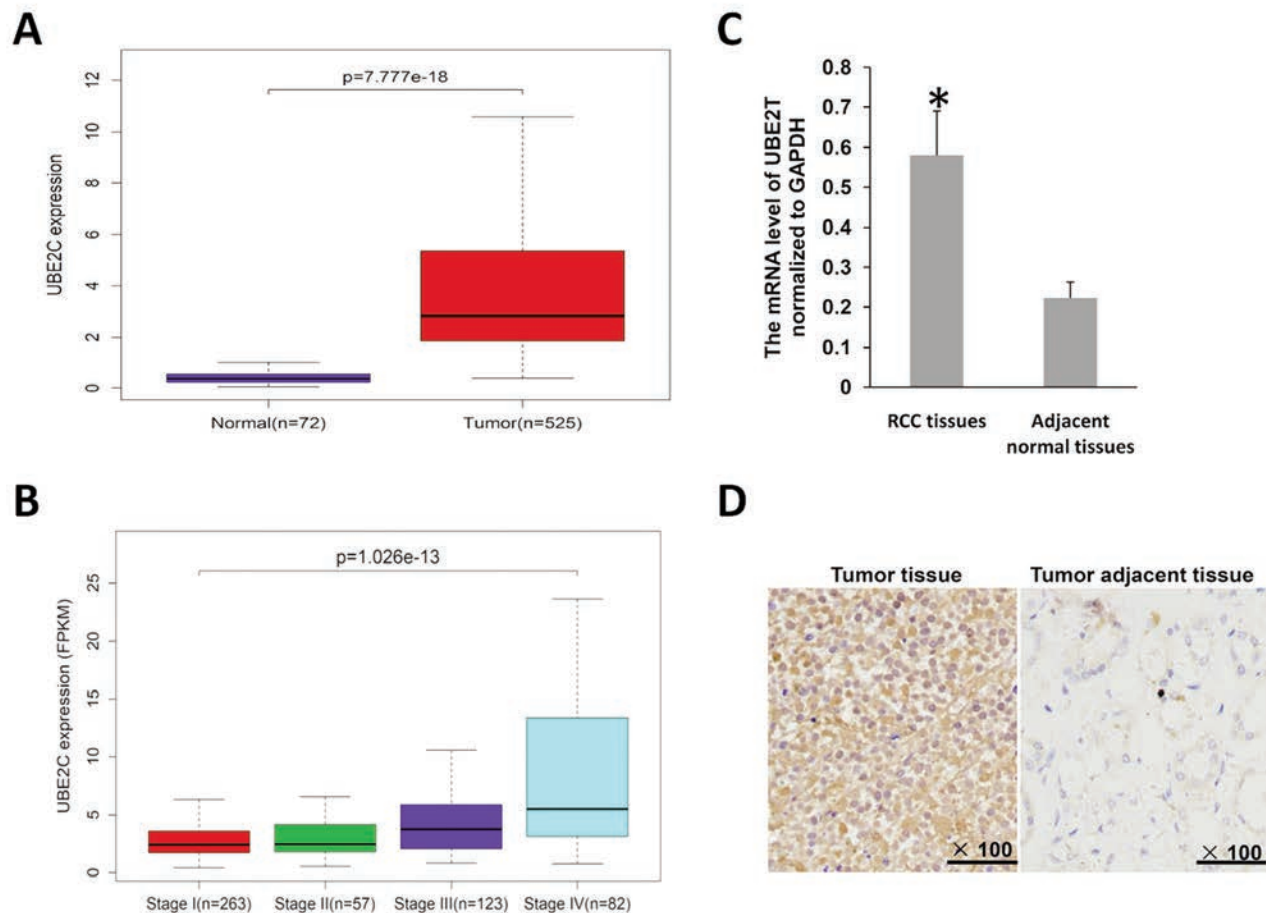 A
p=7.777e-18
UBE2C expression
12
10
8
6
4
2
0
Normal(n=72)
Tumor(n=525)
B
p=1.026e-13
UBE2C expression (FPKM)
25
20
15
10
5
0
Stage I(n=263)
Stage II(n=57)
Stage III(n=123)
Stage IV(n=82)
C
The mRNA level of UBE2T
normalized to GAPDH
0.8
0.7
0.6
0.5
0.4
0.3
0.2
0.1
0
*
RCC tissues
Adjacent
normal tissues
D
Tumor tissue
Tumor adjacent tissue
× 100
× 100